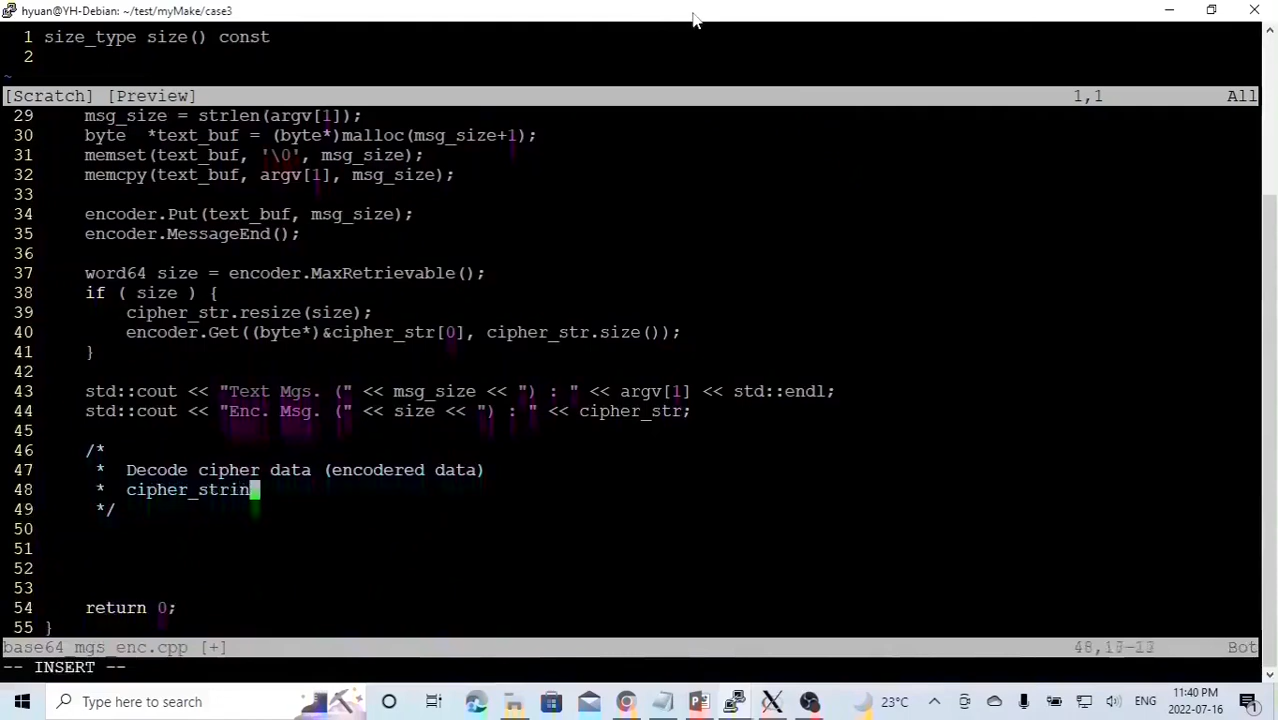 hyuan@YH-Debian: ~/test/myMake/case3
1 size_type size() const
2
~
[Scratch] [Preview] 1,1 All
29 msg_size = strlen(argv[1]);
30 byte *text_buf = (byte*)malloc(msg_size+1);
31 memset(text_buf, '\0', msg_size);
32 memcpy(text_buf, argv[1], msg_size);
33
34 encoder.Put(text_buf, msg_size);
35 encoder.MessageEnd();
36
37 word64 size = encoder.MaxRetrievable();
38 if ( size ) {
39 cipher_str.resize(size);
40 encoder.Get((byte*)&cipher_str[0], cipher_str.size());
41 }
42
43 std::cout << "Text Mgs. (" << msg_size << ") : " << argv[1] << std::endl;
44 std::cout << "Enc. Msg. (" << size << ") : " << cipher_str;
45
46 /*
47 * Decode cipher data (encodered data)
48 * cipher_strin
49 */
50
51
52
53
54 return 0;
55 }
base64_mgs_enc.cpp [+] Bot
-- INSERT --
Type here to search
23°C
ENG
11:40 PM
2022-07-16
1